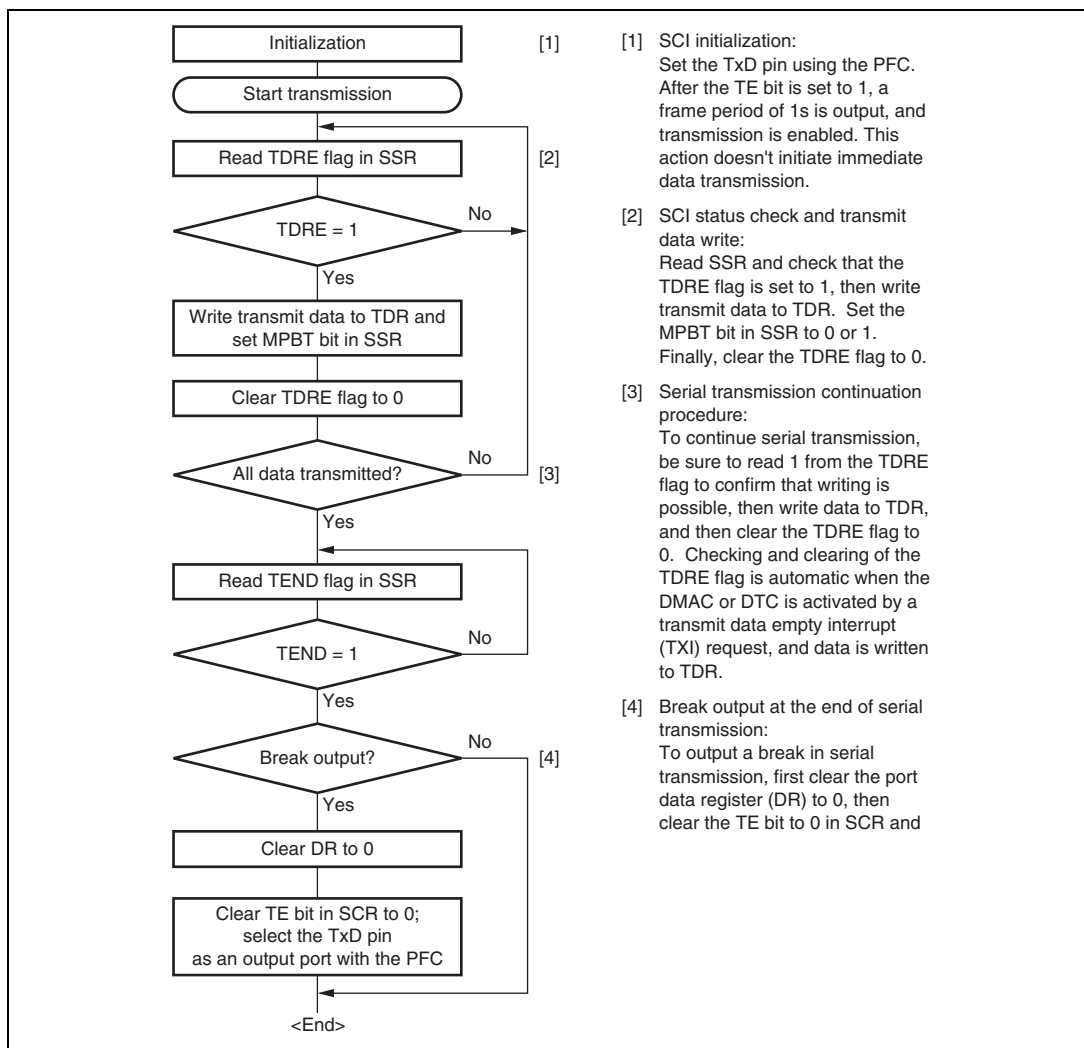 Initialization
[1]
Start transmission
Read TDRE flag in SSR
[2]
TDRE = 1
No
Yes
Write transmit data to TDR and
set MPBT bit in SSR
Clear TDRE flag to 0
All data transmitted?
No
[3]
Yes
Read TEND flag in SSR
TEND = 1
No
Yes
Break output?
No
[4]
Yes
Clear DR to 0
Clear TE bit in SCR to 0;
select the TxD pin
as an output port with the PFC
<End>
[1] SCI initialization:
Set the TxD pin using the PFC.
After the TE bit is set to 1, a
frame period of 1s is output, and
transmission is enabled. This
action doesn't initiate immediate
data transmission.
[2] SCI status check and transmit
data write:
Read SSR and check that the
TDRE flag is set to 1, then write
transmit data to TDR. Set the
MPBT bit in SSR to 0 or 1.
Finally, clear the TDRE flag to 0.
[3] Serial transmission continuation
procedure:
To continue serial transmission,
be sure to read 1 from the TDRE
flag to confirm that writing is
possible, then write data to TDR,
and then clear the TDRE flag to
0. Checking and clearing of the
TDRE flag is automatic when the
DMAC or DTC is activated by a
transmit data empty interrupt
(TXI) request, and data is written
to TDR.
[4] Break output at the end of serial
transmission:
To output a break in serial
transmission, first clear the port
data register (DR) to 0, then
clear the TE bit to 0 in SCR and